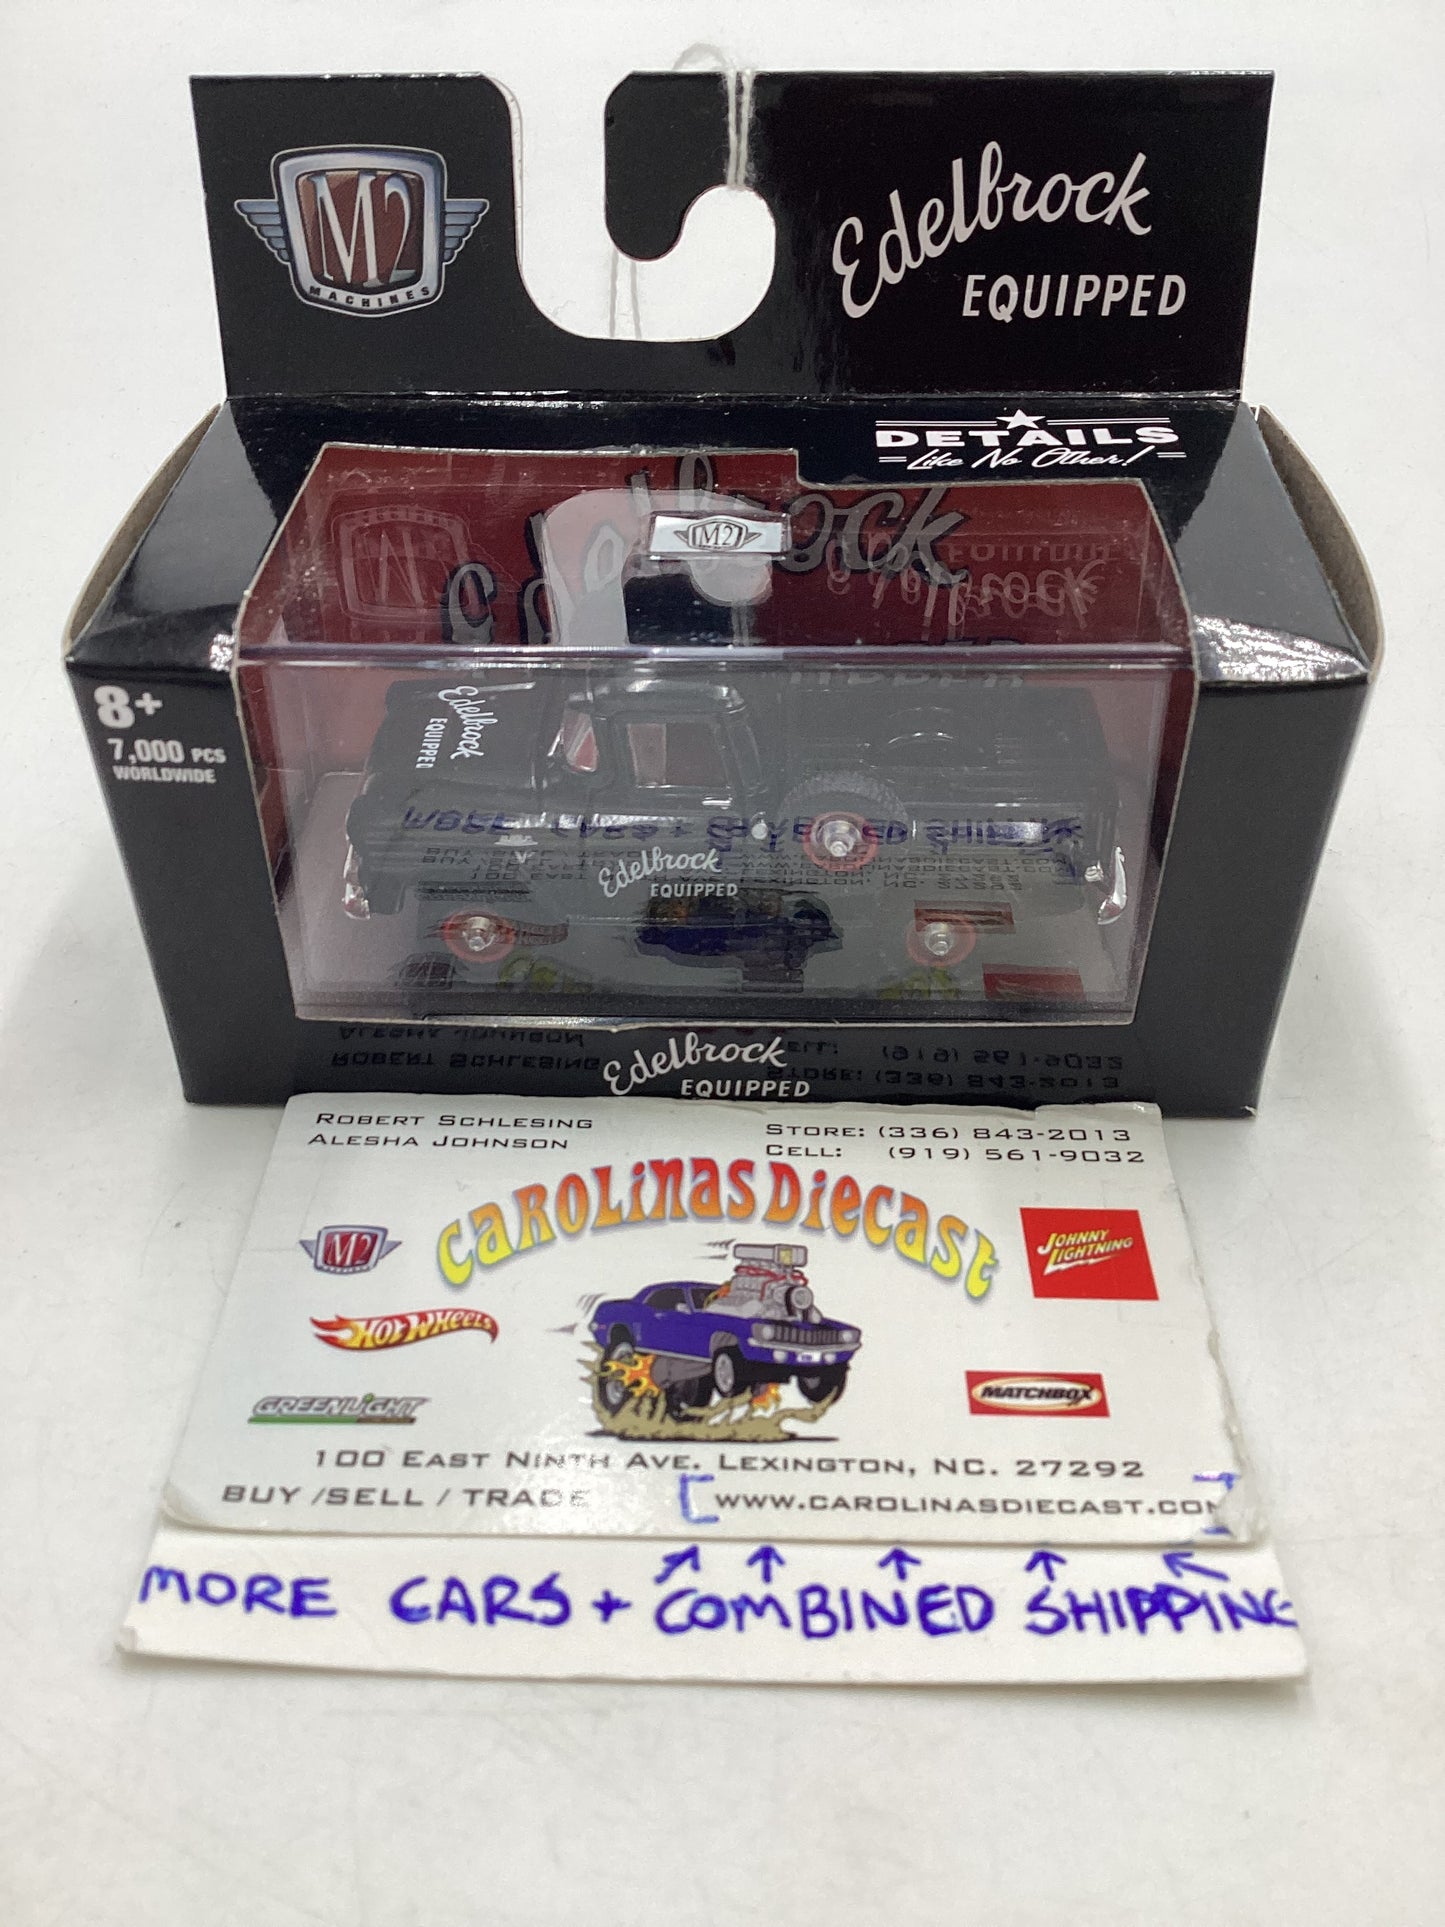 M2
MACHINES
Edelbrock
EQUIPPED
DETAILS
Like No Other!
M2
Edelbrock
8+
7,000 PCS
WORLDWIDE
Edelbrock
EQUIPPED
Edelbrock
EQUIPPED
Edelbrock
EQUIPPED
ROBERT SCHLESING
ALESHA JOHNSON
STORE: (336) 843-2013
CELL: (919) 561-9032
CAROLINAS DIECAST
M2
JOHNNY LIGHTNING
HOT WHEELS
GREENLIGHT
MATCHBOX
100 EAST NINTH AVE. LEXINGTON, NC. 27292
BUY /SELL / TRADE
WWW.CAROLINASDIECAST.COM
MORE CARS + COMBINED SHIPPING